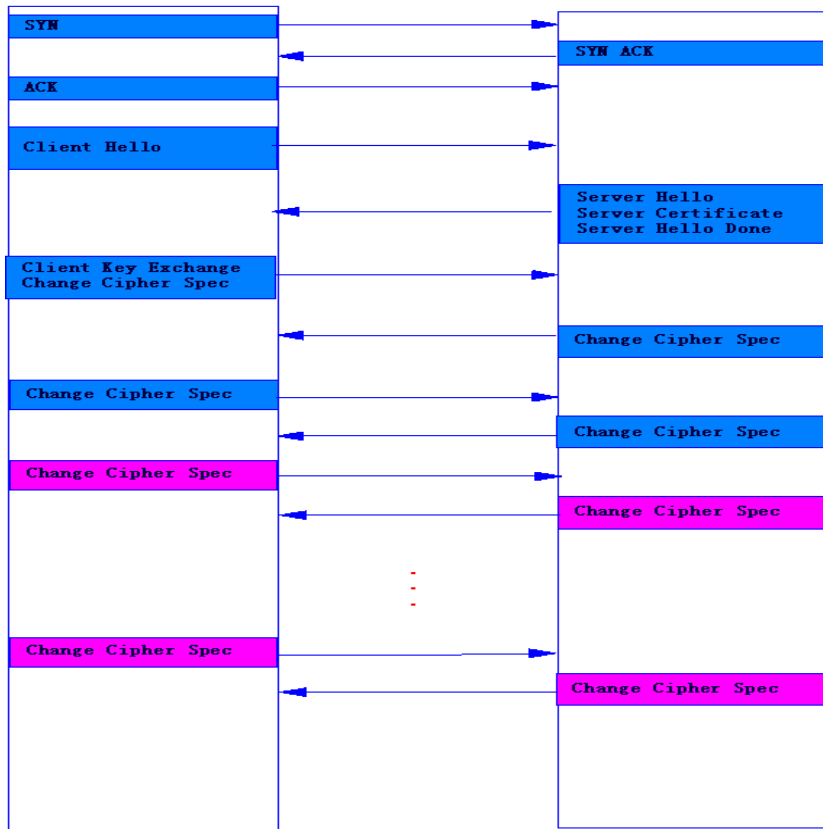 SYN
SYN ACK
ACK
Client Hello
Server Hello
Server Certificate
Server Hello Done
Client Key Exchange
Change Cipher Spec
Change Cipher Spec
Change Cipher Spec
Change Cipher Spec
Change Cipher Spec
Change Cipher Spec
Change Cipher Spec
Change Cipher Spec